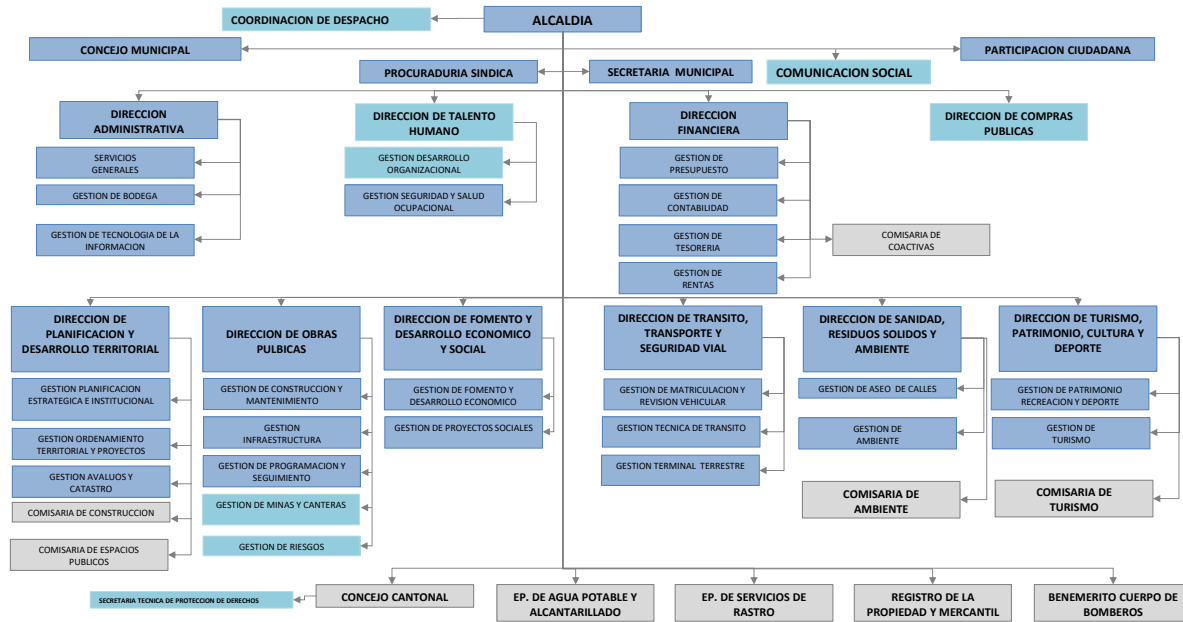 COORDINACION DE DESPACHO
ALCALDIA
CONCEJO MUNICIPAL
PARTICIPACION CIUDADANA
PROCURADURIA SINDICA
SECRETARIA MUNICIPAL
COMUNICACION SOCIAL
DIRECCION
ADMINISTRATIVA
DIRECCION DE TALENTO
HUMANO
DIRECCION
FINANCIERA
DIRECCION DE COMPRAS
PUBLICAS
SERVICIOS
GENERALES
GESTION DE BODEGA
GESTION DE TECNOLOGIA DE LA
INFORMACION
GESTION DESARROLLO
ORGANIZACIONAL
GESTION SEGURIDAD Y SALUD
OCUPACIONAL
GESTION DE
PRESUPUESTO
GESTION DE
CONTABILIDAD
GESTION DE
TESORERIA
GESTION DE
RENTAS
COMISARIA DE
COACTIVAS
DIRECCION DE
PLANIFICACION Y
DESARROLLO TERRITORIAL
GESTION PLANIFICACION
ESTRATEGICA E INSTITUCIONAL
GESTION ORDENAMIENTO
TERRITORIAL Y PROYECTOS
GESTION AVALUOS Y
CATASTRO
COMISARIA DE CONSTRUCCION
COMISARIA DE ESPACIOS
PUBLICOS
DIRECCION DE OBRAS
PULBICAS
GESTION DE CONSTRUCCION Y
MANTENIMIENTO
GESTION
INFRAESTRUCTURA
GESTION DE PROGRAMACION Y
SEGUIMIENTO
GESTION DE MINAS Y CANTERAS
GESTION DE RIESGOS
DIRECCION DE FOMENTO Y
DESARROLLO ECONOMICO
Y SOCIAL
GESTION DE FOMENTO Y
DESARROLLO ECONOMICO
GESTION DE PROYECTOS SOCIALES
DIRECCION DE TRANSITO,
TRANSPORTE Y
SEGURIDAD VIAL
GESTION DE MATRICULACION Y
REVISION VEHICULAR
GESTION TECNICA DE TRANSITO
GESTION TERMINAL TERRESTRE
DIRECCION DE SANIDAD,
RESIDUOS SOLIDOS Y
AMBIENTE
GESTION DE ASEO DE CALLES
GESTION DE
AMBIENTE
COMISARIA DE
AMBIENTE
DIRECCION DE TURISMO,
PATRIMONIO, CULTURA Y
DEPORTE
GESTION DE PATRIMONIO
RECREACION Y DEPORTE
GESTION DE
TURISMO
COMISARIA DE
TURISMO
SECRETARIA TECNICA DE PROTECCION DE DERECHOS
CONCEJO CANTONAL
EP. DE AGUA POTABLE Y
ALCANTARILLADO
EP. DE SERVICIOS DE
RASTRO
REGISTRO DE LA
PROPIEDAD Y MERCANTIL
BENEMERITO CUERPO DE
BOMBEROS